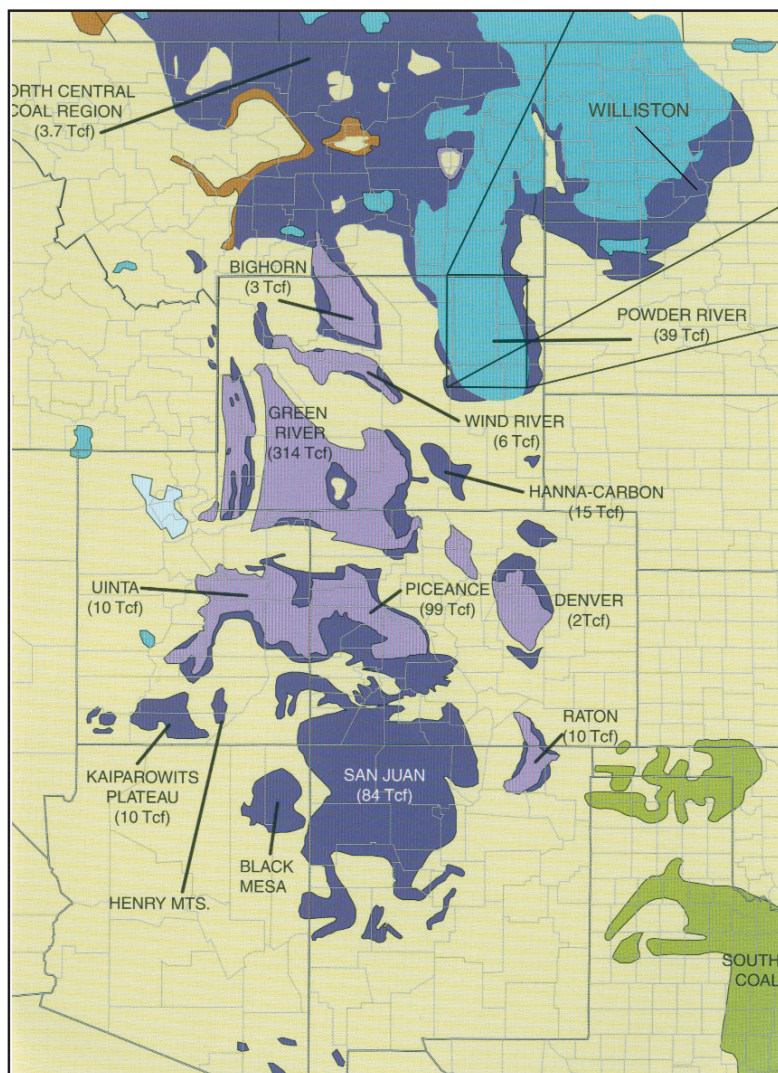 ORTH CENTRAL
COAL REGION
(3.7 Tcf)
WILLISTON
BIGHORN
(3 Tcf)
POWDER RIVER
(39 Tcf)
GREEN
RIVER
(314 Tcf)
WIND RIVER
(6 Tcf)
HANNA-CARBON
(15 Tcf)
UINTA
(10 Tcf)
PICEANCE
(99 Tcf)
DENVER
(2Tcf)
RATON
(10 Tcf)
KAIPAROWITS
PLATEAU
(10 Tcf)
SAN JUAN
(84 Tcf)
BLACK
MESA
HENRY MTS.
SOUTH
COAL